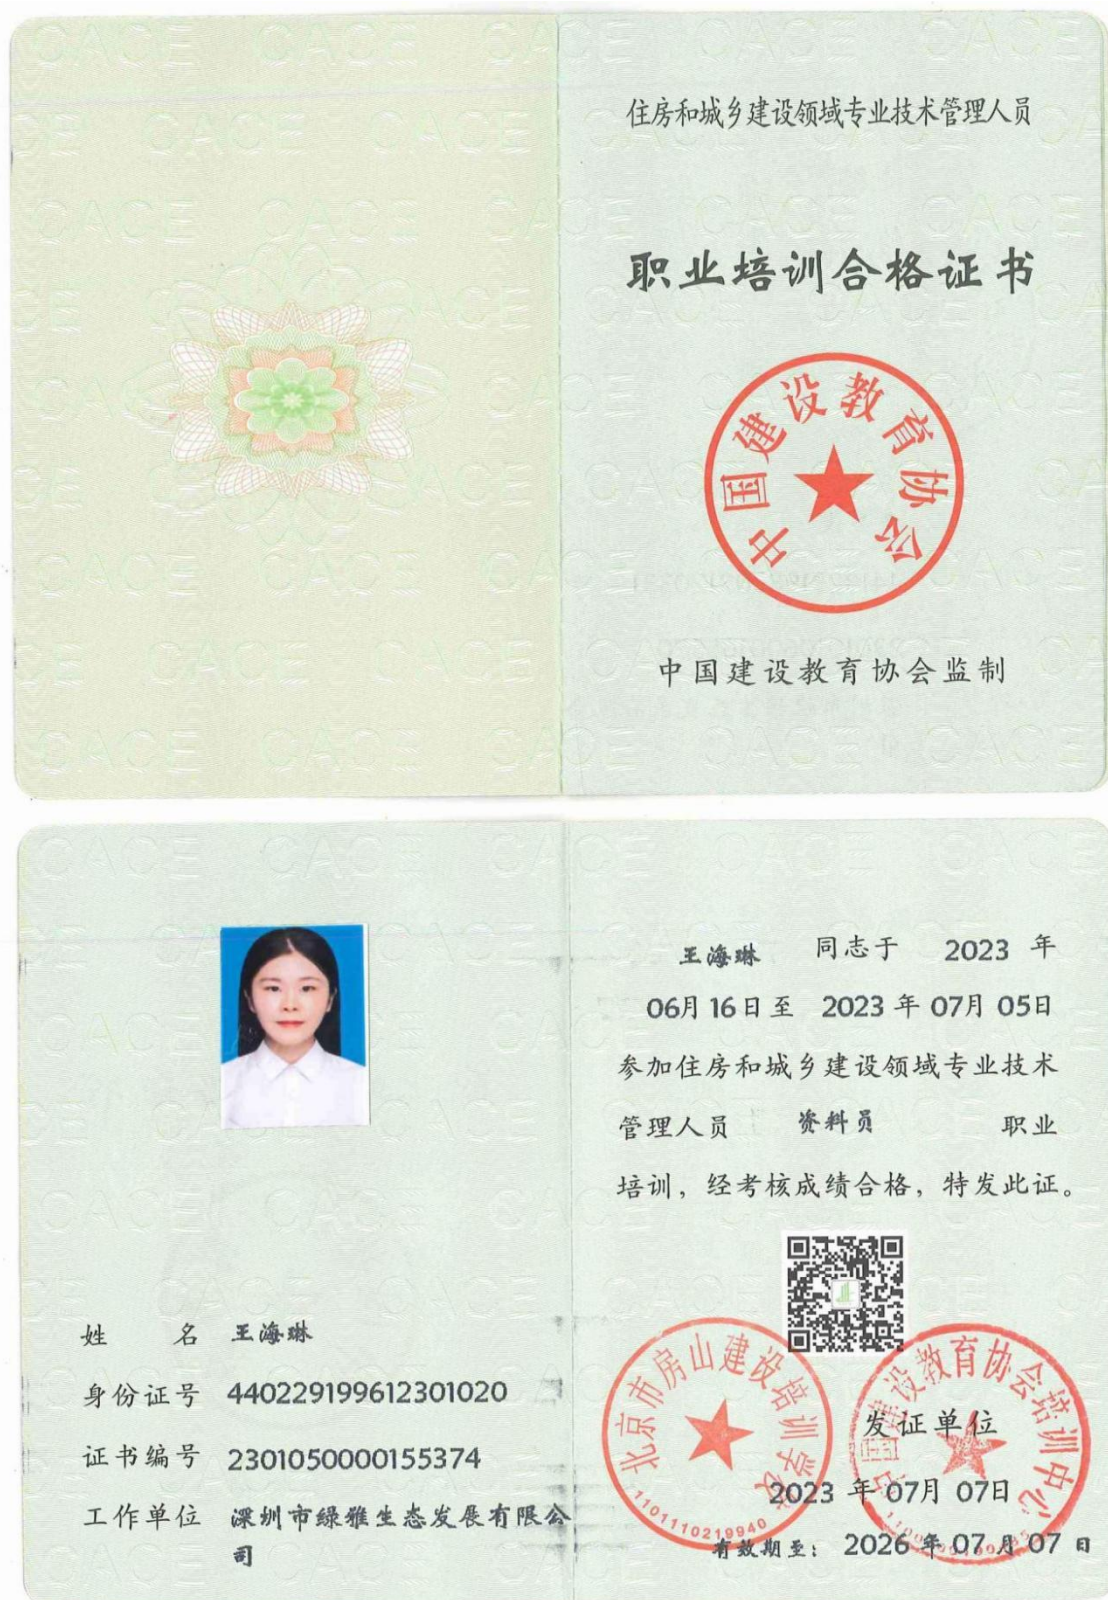 住房和城乡建设领域专业技术管理人员
职业培训合格证书
中国建设教育协会
中国建设教育协会监制
王海琳 同志于 2023 年
06月 16日 至 2023 年 07月 05日
参加住房和城乡建设领域专业技术
管理人员 资料员 职业
培训，经考核成绩合格，特发此证。
姓 名 王海琳
身份证号 440229199612301020
证书编号 2301050000155374
工作单位 深圳市绿雅生态发展有限公
司
北京市房山建设培训学校
1101110219940
中国建设教育协会培训中心
发证单位
2023 年 07月 07日
有效期至： 2026 年 07 月 07 日
CACE